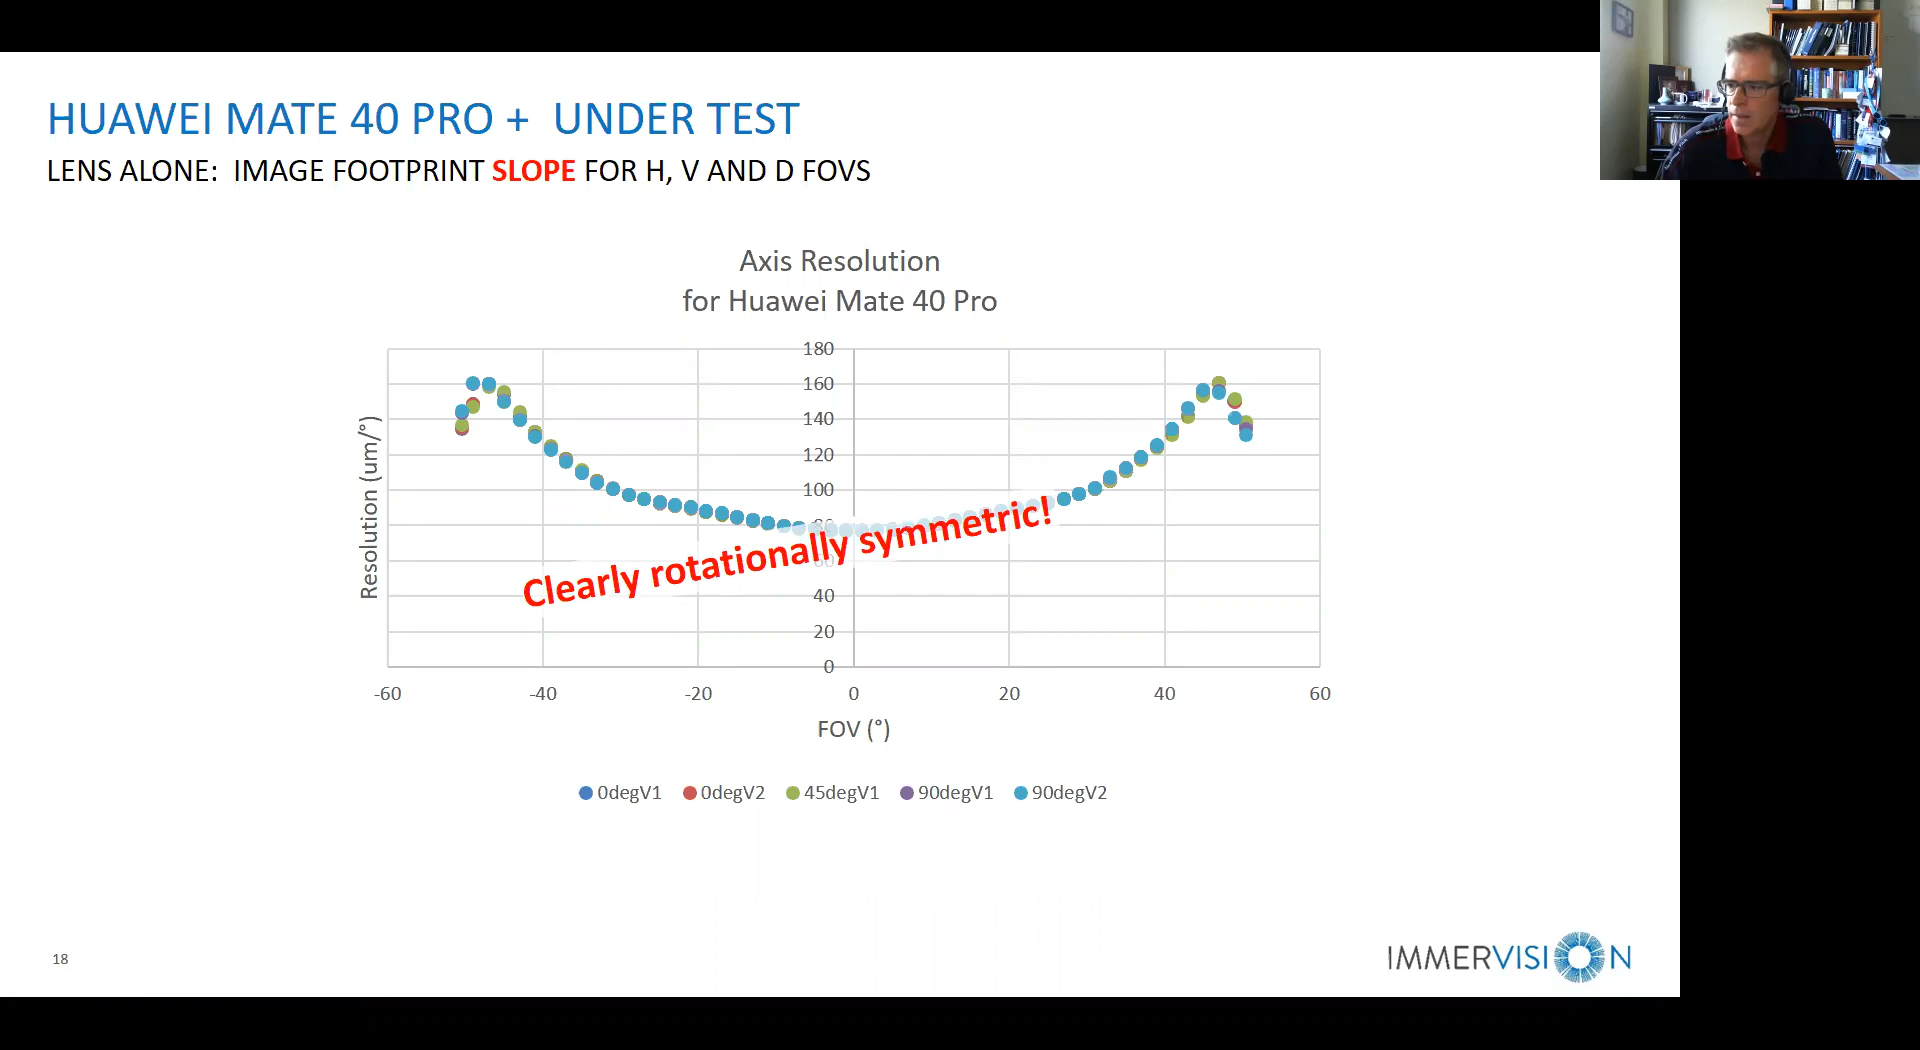 HUAWEI MATE 40 PRO + UNDER TEST
LENS ALONE: IMAGE FOOTPRINT SLOPE FOR H, V AND D FOVS
Axis Resolution
for Huawei Mate 40 Pro
180
160
140
120
100
80
60
40
20
0
Resolution (um/°)
Clearly rotationally symmetric!
-60 -40 -20 0 20 40 60
FOV (°)
0degV1 0degV2 45degV1 90degV1 90degV2
18
IMMERVISION